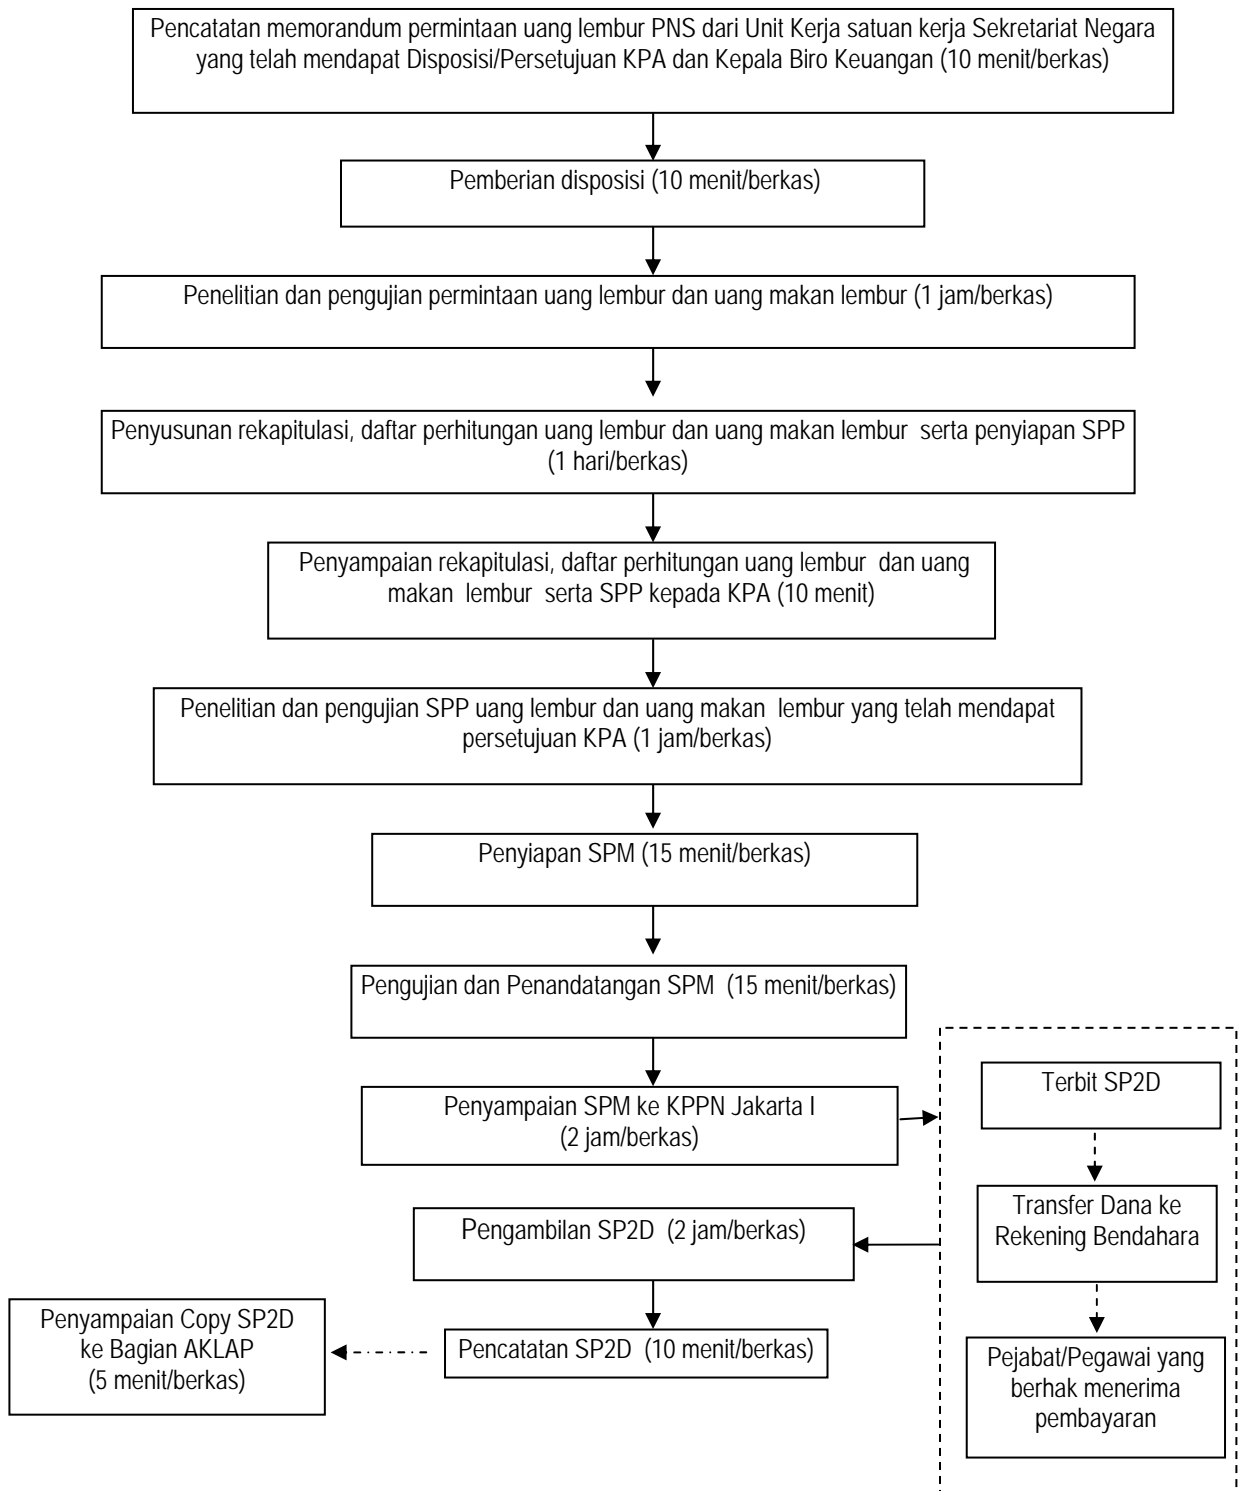 Pencatatan memorandum permintaan uang lembur PNS dari Unit Kerja satuan kerja Sekretariat Negara
yang telah mendapat Disposisi/Persetujuan KPA dan Kepala Biro Keuangan (10 menit/berkas)
Pemberian disposisi (10 menit/berkas)
Penelitian dan pengujian permintaan uang lembur dan uang makan lembur (1 jam/berkas)
Penyusunan rekapitulasi, daftar perhitungan uang lembur dan uang makan lembur serta penyiapan SPP
(1 hari/berkas)
Penyampaian rekapitulasi, daftar perhitungan uang lembur dan uang
makan lembur serta SPP kepada KPA (10 menit)
Penelitian dan pengujian SPP uang lembur dan uang makan lembur yang telah mendapat
persetujuan KPA (1 jam/berkas)
Penyiapan SPM (15 menit/berkas)
Pengujian dan Penandatangan SPM (15 menit/berkas)
Penyampaian SPM ke KPPN Jakarta I
(2 jam/berkas)
Terbit SP2D
Transfer Dana ke
Rekening Bendahara
Pejabat/Pegawai yang
berhak menerima
pembayaran
Pengambilan SP2D (2 jam/berkas)
Pencatatan SP2D (10 menit/berkas)
Penyampaian Copy SP2D
ke Bagian AKLAP
(5 menit/berkas)